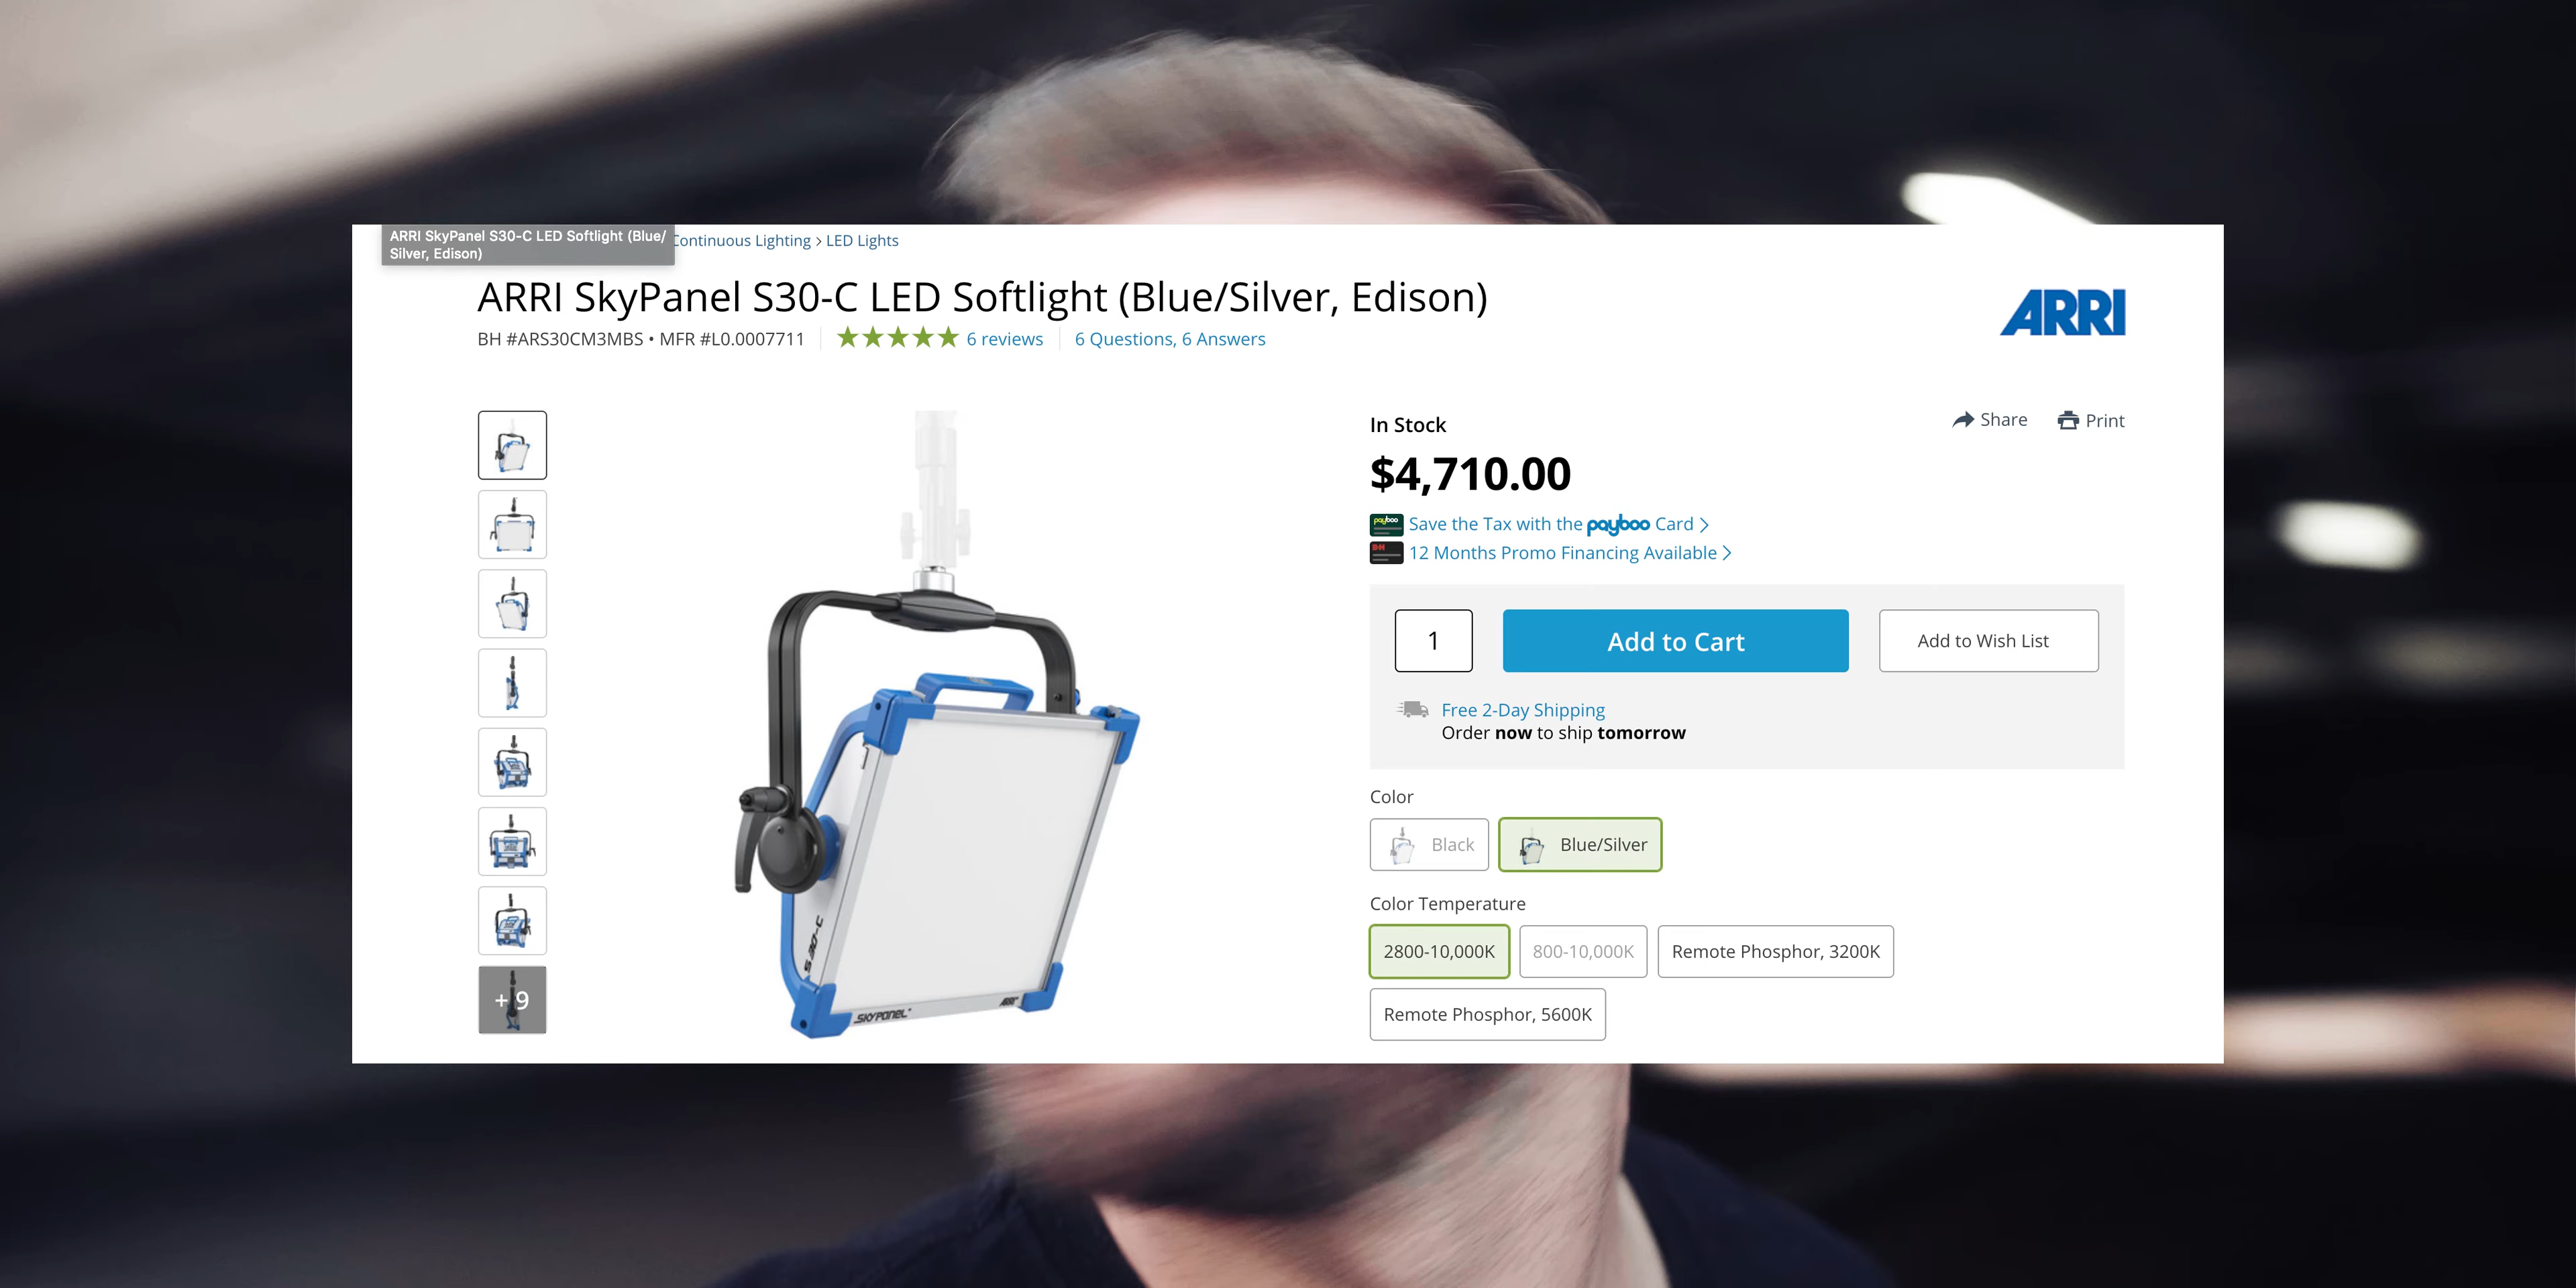 ARRI SkyPanel S30-C LED Softlight (Blue/
Silver, Edison)
Continuous Lighting > LED Lights
ARRI SkyPanel S30-C LED Softlight (Blue/Silver, Edison)
ARRI
BH #ARS30CM3MBS • MFR #L0.0007711
6 reviews
6 Questions, 6 Answers
In Stock
Share
Print
$4,710.00
payboo
Save the Tax with the payboo Card >
B&H
12 Months Promo Financing Available >
1
Add to Cart
Add to Wish List
Free 2-Day Shipping
Order now to ship tomorrow
Color
Black
Blue/Silver
Color Temperature
2800-10,000K
800-10,000K
Remote Phosphor, 3200K
Remote Phosphor, 5600K
+ 9
S30-C
SKYPANEL
ARRI